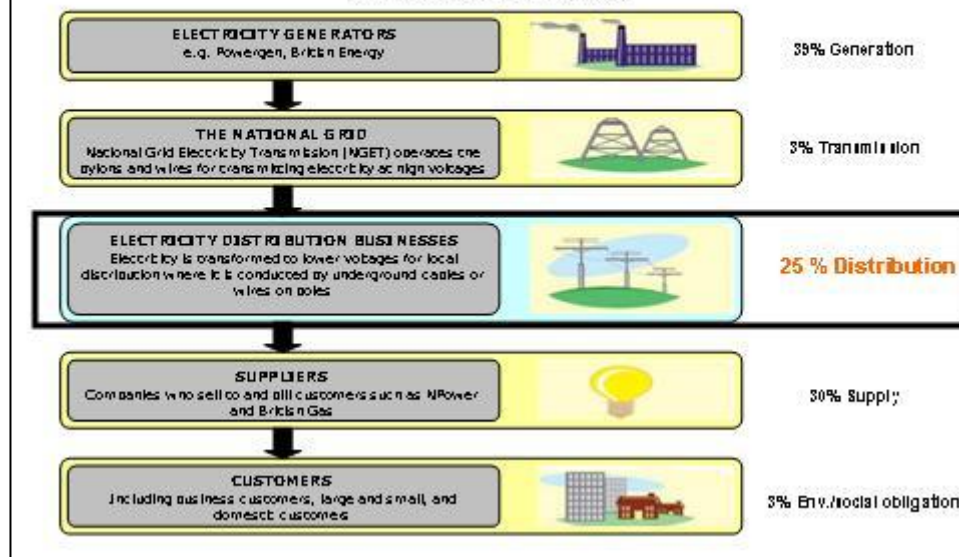 ELECTRICITY GENERATORS
e.g. Powergen, British Energy
39% Generation
THE NATIONAL GRID
National Grid Electricity Transmission (NGET) operates the
pylons and wires for transmitting electricity at high voltages
3% Transmission
ELECTRICITY DISTRIBUTION BUSINESSES
Electricity is transformed to lower voltages for local
distribution where it is conducted by underground cables or
wires on poles
25 % Distribution
SUPPLIERS
Companies who sell to and bill customers such as NPower
and British Gas
30% Supply
CUSTOMERS
Including business customers, large and small, and
domestic customers
3% Env./social obligation